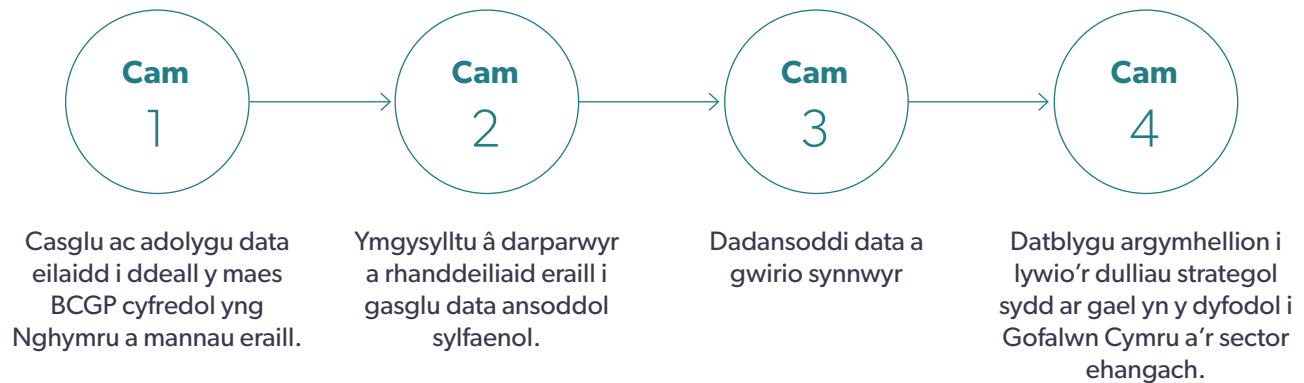 Cam
1
Casglu ac adolygu data
eilaidd i ddeall y maes
BCGP cyfredol yng
Nghymru a mannau eraill.
Cam
2
Ymgysylltu â darparwyr
a rhanddeiliaid eraill i
gasglu data ansoddol
sylfaenol.
Cam
3
Dadansoddi data a
gwirio synnwyr
Cam
4
Datblygu argymhellion i
lywio’r dulliau strategol
sydd ar gael yn y dyfodol i
Gofalwn Cymru a’r sector
ehangach.